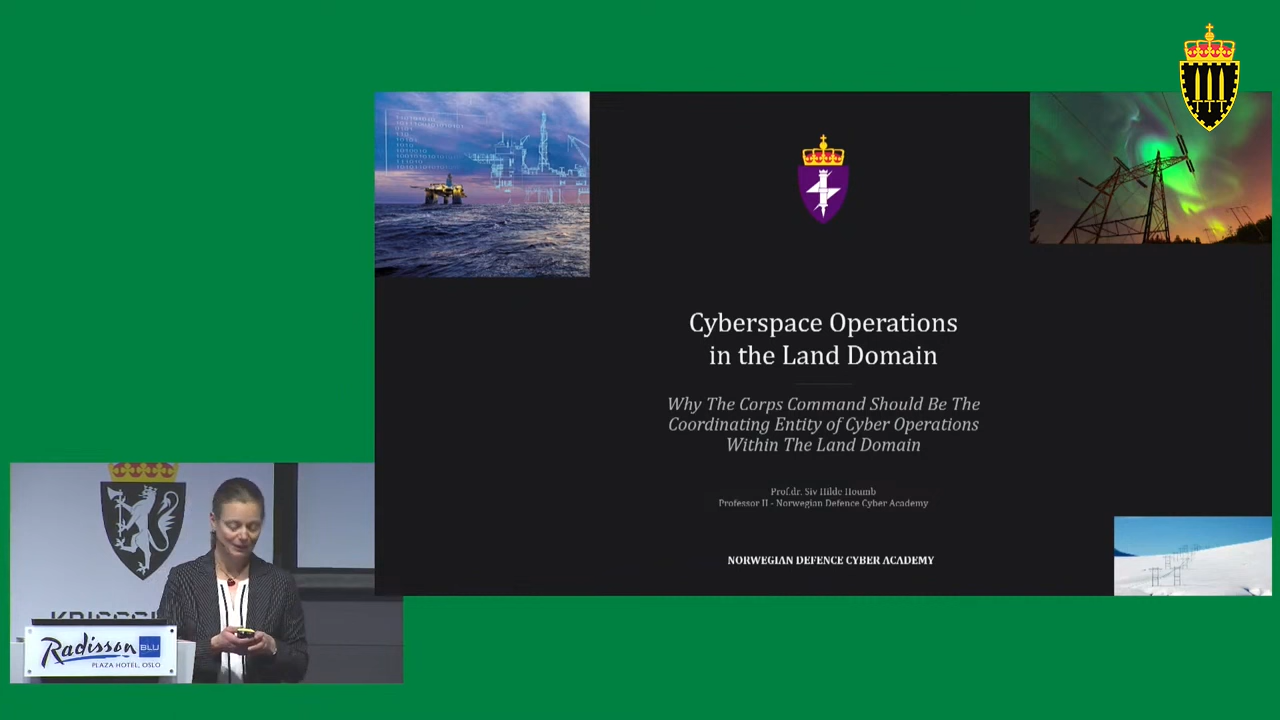 Cyberspace Operations
in the Land Domain
Why The Corps Command Should Be The
Coordinating Entity of Cyber Operations
Within The Land Domain
Prof.dr. Siv Hilde Houmb
Professor II - Norwegian Defence Cyber Academy
NORWEGIAN DEFENCE CYBER ACADEMY
Radisson BLU
PLAZA HOTEL, OSLO